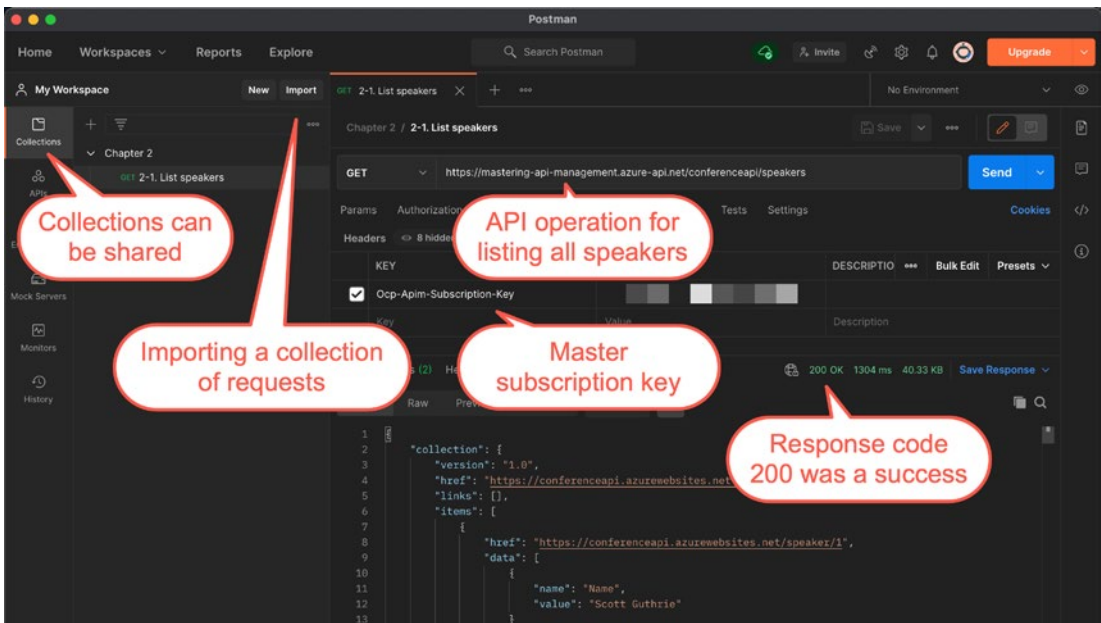 Postman
Home Workspaces Reports Explore
Search Postman
Invite
Upgrade
My Workspace
New Import
GET 2-1. List speakers
No Environment
Collections
Chapter 2
GET 2-1. List speakers
APIs
Mock Servers
Monitors
History
Chapter 2 / 2-1. List speakers
Save
GET https://mastering-api-management.azure-api.net/conferenceapi/speakers
Send
Params Authorization Tests Settings
Cookies
Headers 8 hidden
KEY DESCRIPTIO Bulk Edit Presets
Ocp-Apim-Subscription-Key
Key Value Description
Collections can
be shared
API operation for
listing all speakers
Importing a collection
of requests
Master
subscription key
Response code
200 was a success
(2)
200 OK 1304 ms 40.33 KB Save Response
Raw
1
2 "collection": {
3 "version": "1.0",
4 "href": "https://conferenceapi.azurewebsites.net
5 "links": [],
6 "items": [
7 {
8 "href": "https://conferenceapi.azurewebsites.net/speaker/1",
9 "data": [
10 {
11 "name": "Name",
12 "value": "Scott Guthrie"
13 }